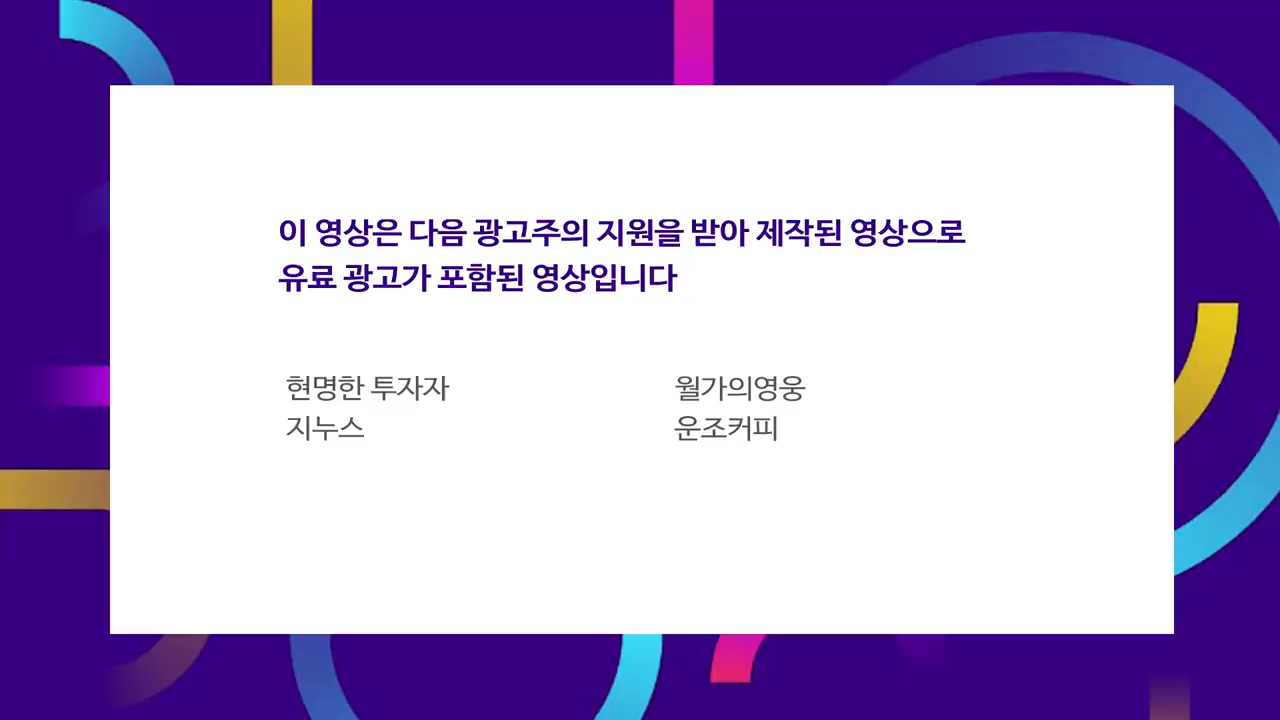 이 영상은 다음 광고주의 지원을 받아 제작된 영상으로
유료 광고가 포함된 영상입니다
현명한 투자자 월가의영웅
지누스 운조커피